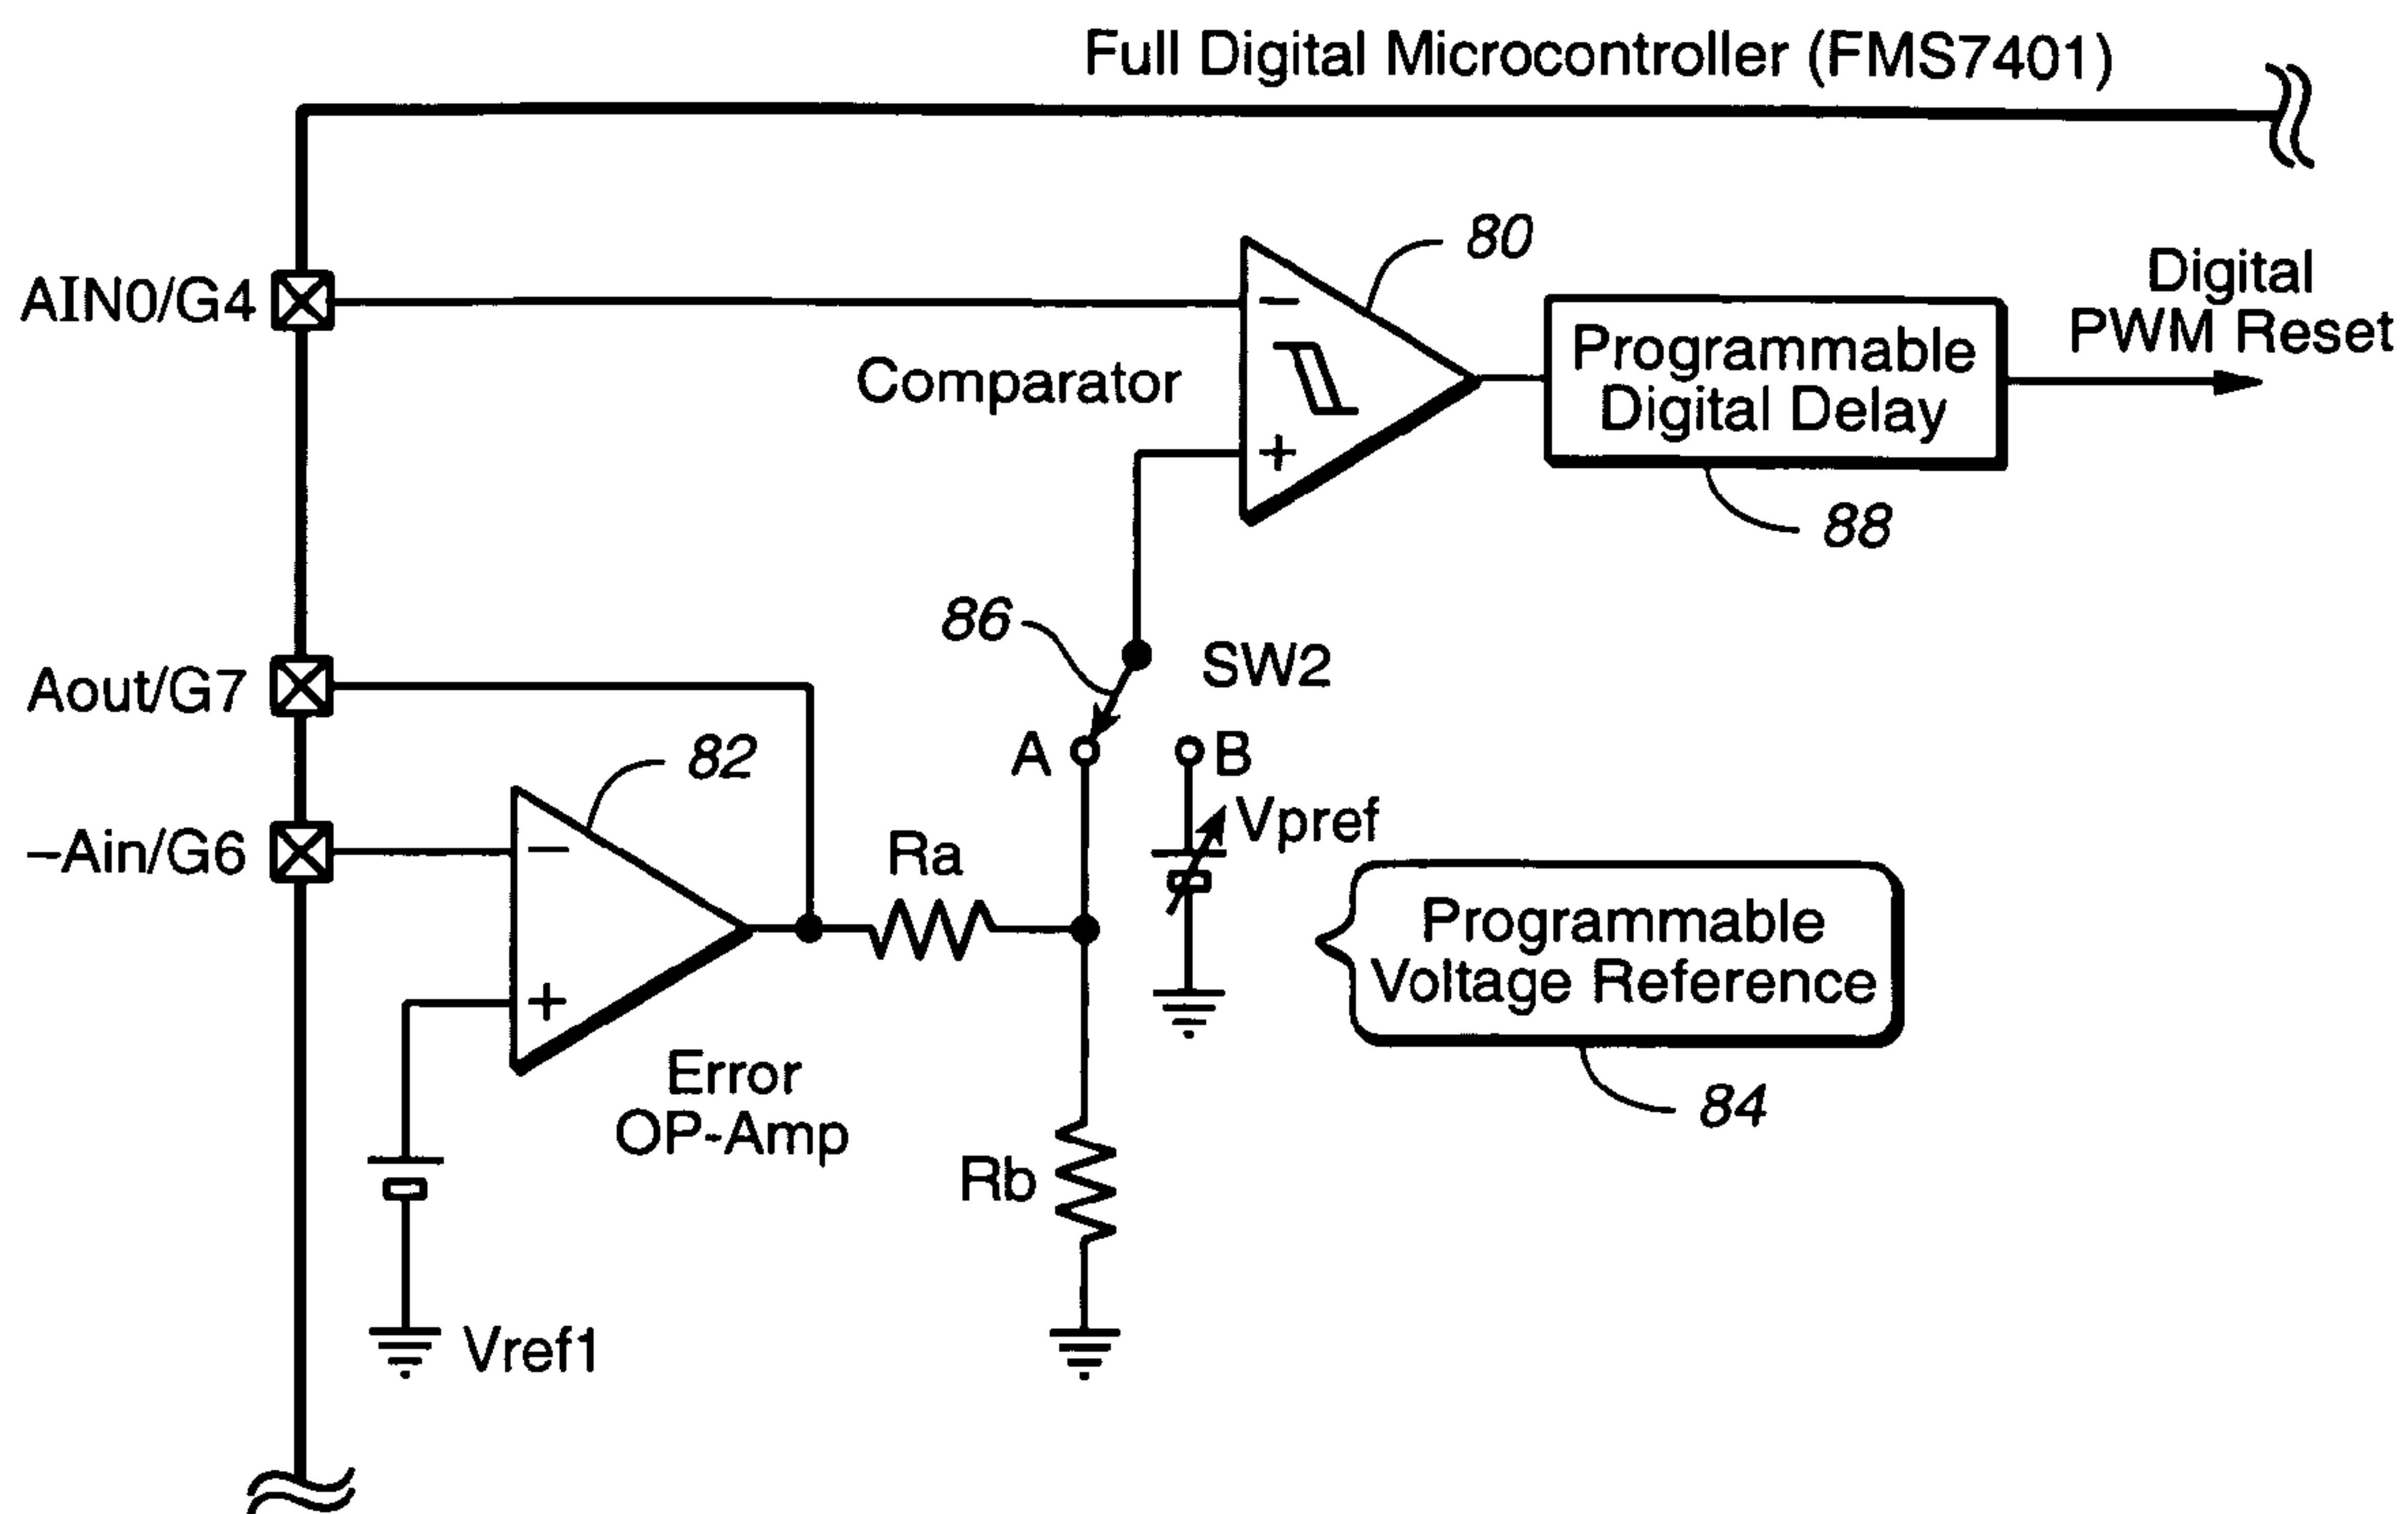 Full Digital Microcontroller (FMS7401)
80
Digital
PWM Reset
AIN0/G4
−
Programmable
Digital Delay
Comparator
+
88
86
SW2
Aout/G7
A
B
82
Vpref
−Ain/G6
−
Ra
Programmable
Voltage Reference
+
Error
OP-Amp
84
Rb
Vref1